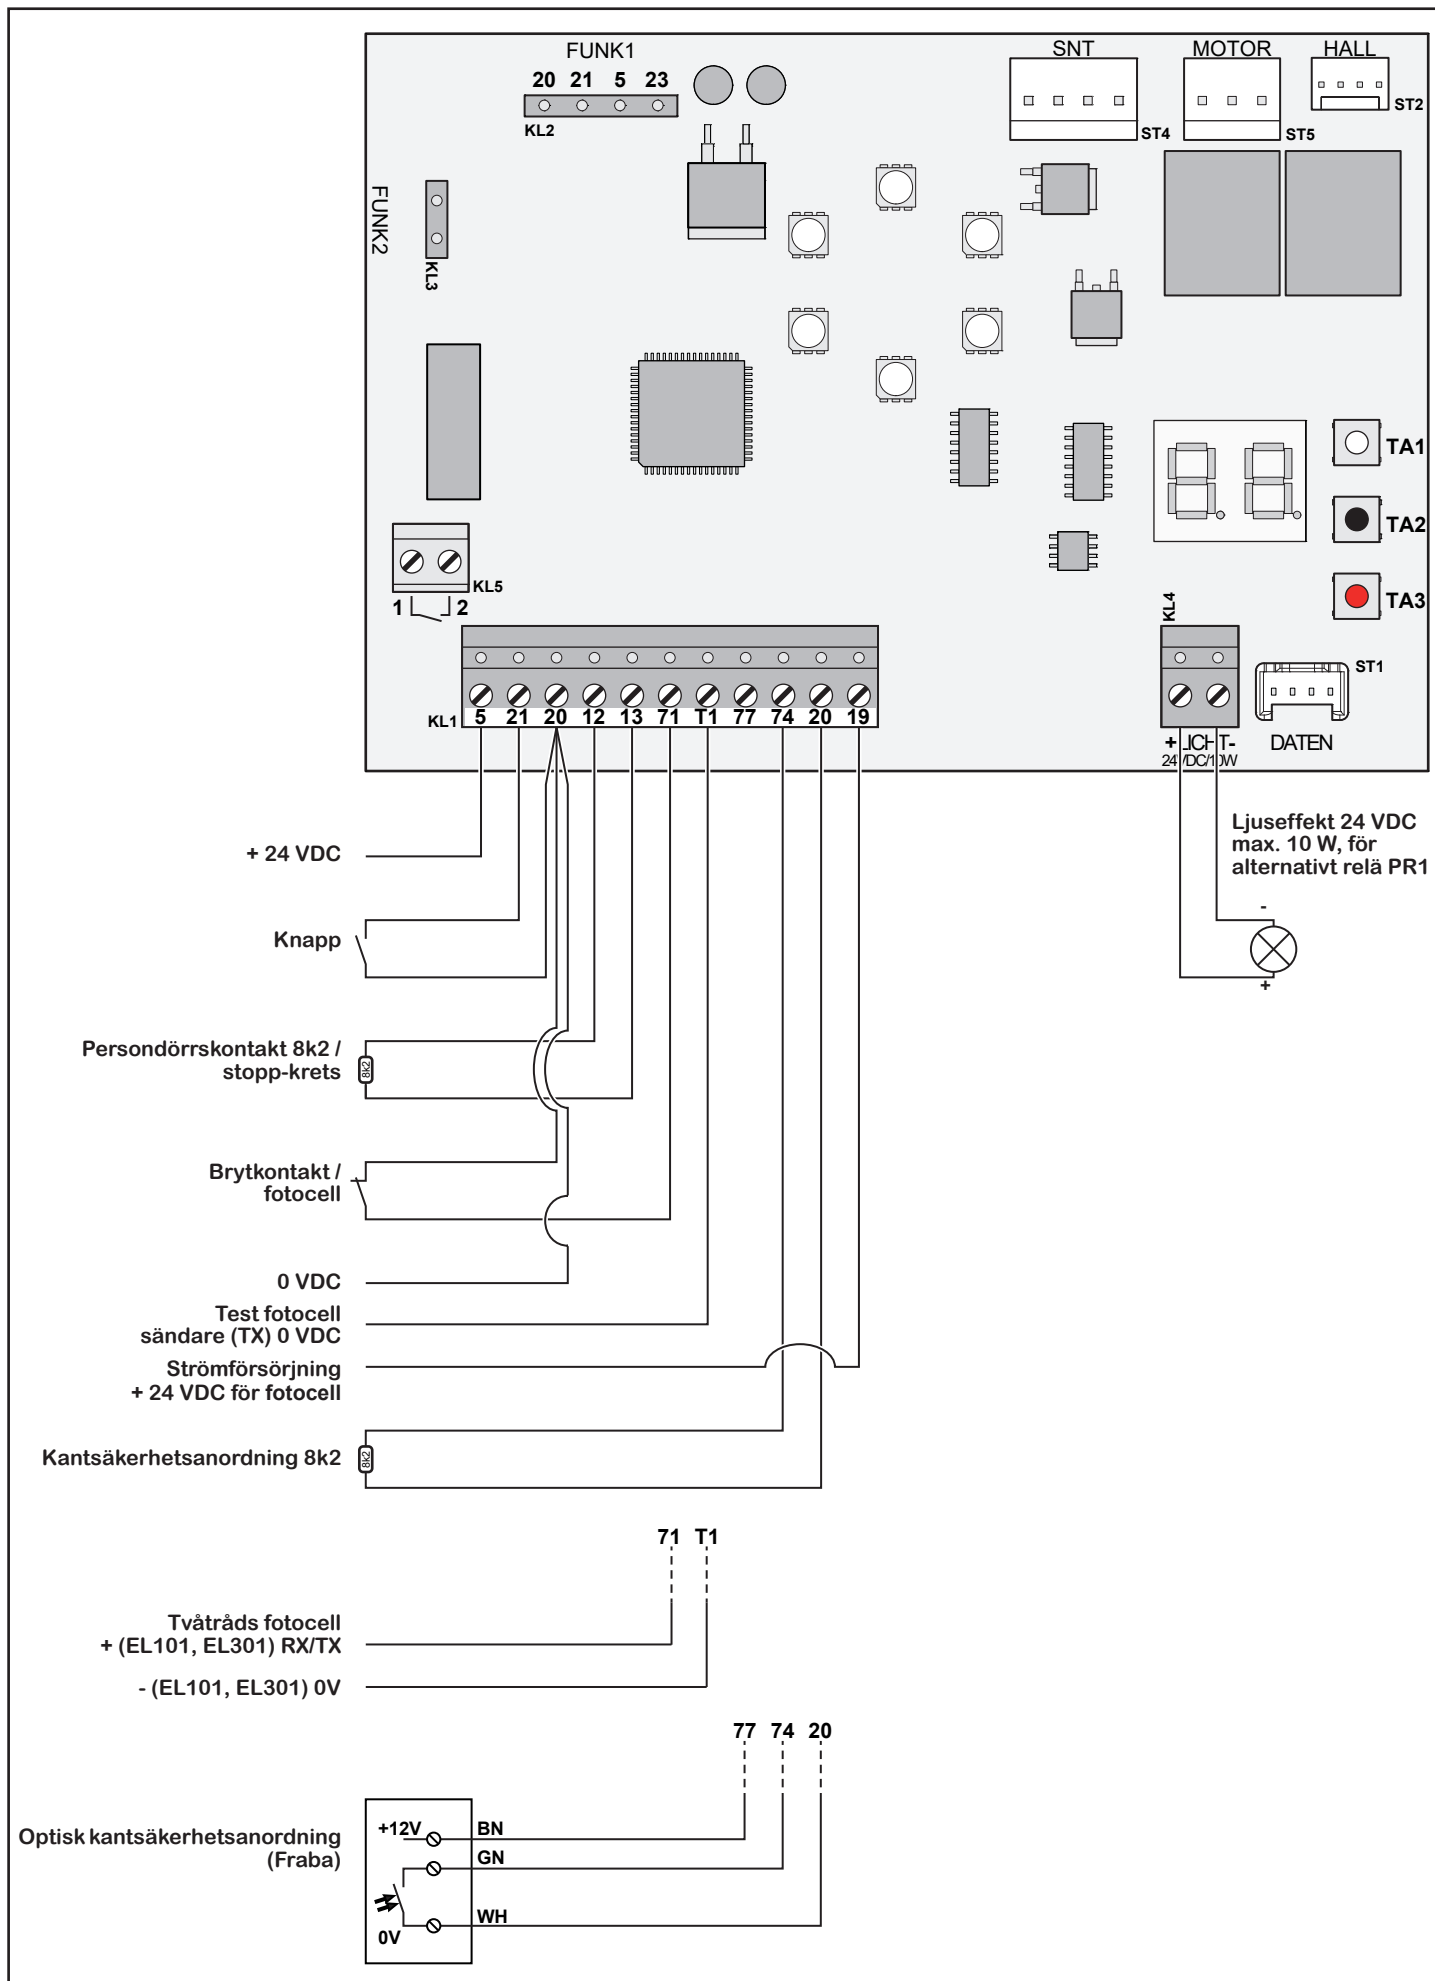 FUNK1
20 21 5 23
KL2
SNT
MOTOR
HALL
ST4
ST5
ST2
FUNK2
KL3
TA1
TA2
TA3
KL5
1 2
KL4
ST1
KL1 5 21 20 12 13 71 T1 77 74 20 19
+ LICHT -
24VDC/10W
DATEN
Ljuseffekt 24 VDC
max. 10 W, för
alternativt relä PR1
-
+
+ 24 VDC
Knapp
Persondörrskontakt 8k2 /
stopp-krets
8k2
Brytkontakt /
fotocell
0 VDC
Test fotocell
sändare (TX) 0 VDC
Strömförsörjning
+ 24 VDC för fotocell
Kantsäkerhetsanordning 8k2
8k2
71 T1
Tvåtråds fotocell
+ (EL101, EL301) RX/TX
- (EL101, EL301) 0V
77 74 20
Optisk kantsäkerhetsanordning
(Fraba)
+12V
BN
GN
WH
0V